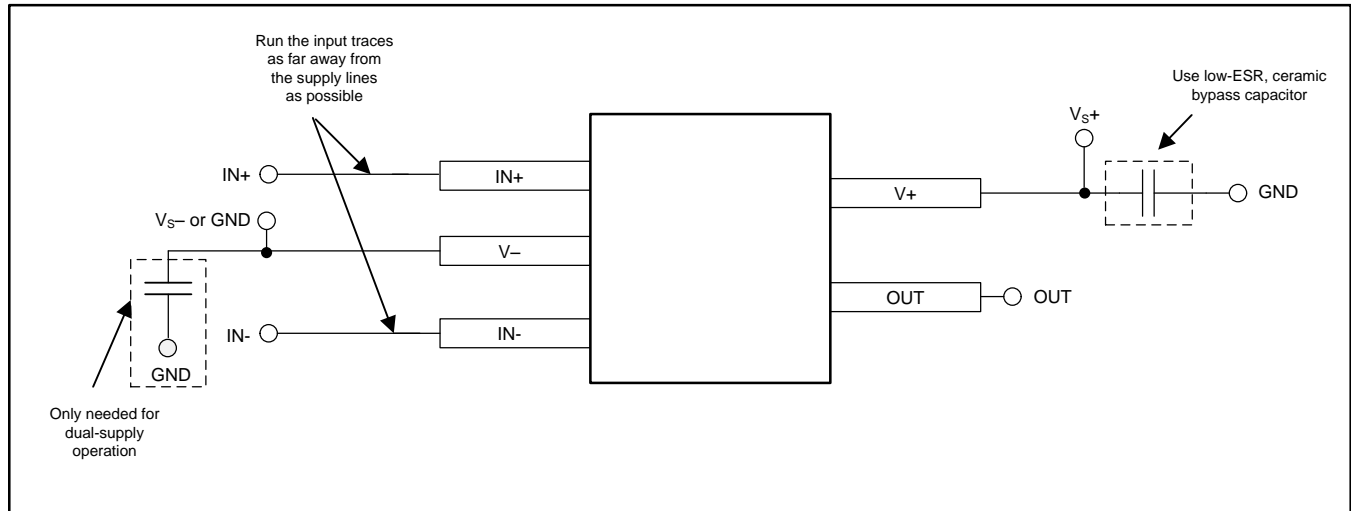 Run the input traces
as far away from
the supply lines
as possible
Use low-ESR, ceramic
bypass capacitor
VS+
IN+
IN+
V+
GND
VS– or GND
V–
OUT
OUT
IN-
IN-
GND
Only needed for
dual-supply
operation